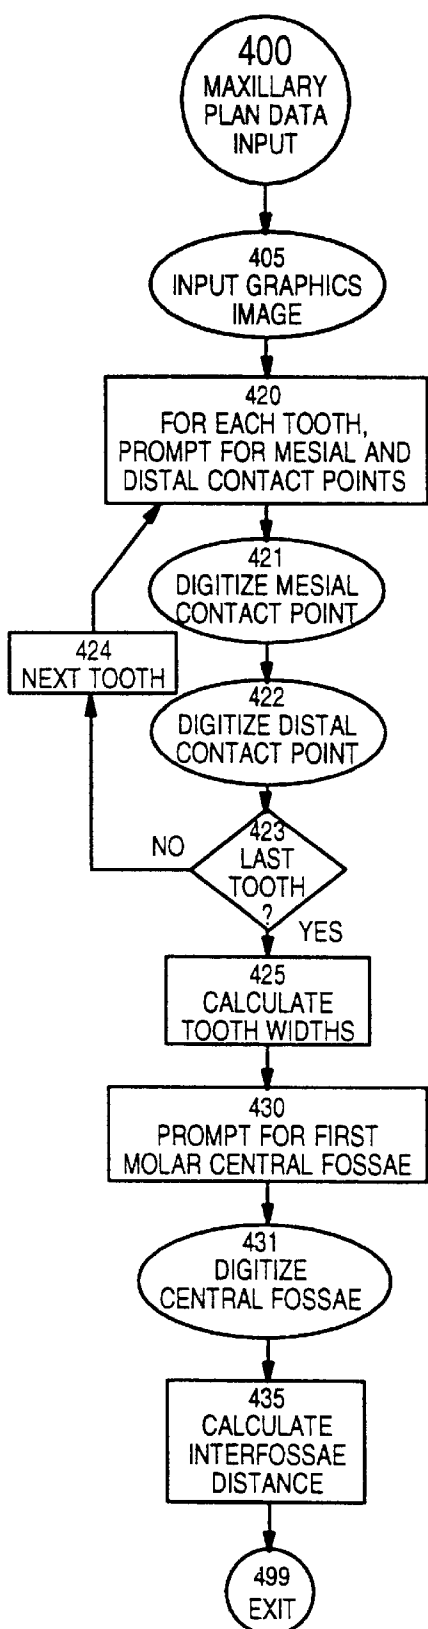 400
MAXILLARY
PLAN DATA
INPUT
405
INPUT GRAPHICS
IMAGE
420
FOR EACH TOOTH,
PROMPT FOR MESIAL AND
DISTAL CONTACT POINTS
421
DIGITIZE MESIAL
CONTACT POINT
424
NEXT TOOTH
422
DIGITIZE DISTAL
CONTACT POINT
423
LAST
TOOTH
?
NO
YES
425
CALCULATE
TOOTH WIDTHS
430
PROMPT FOR FIRST
MOLAR CENTRAL FOSSAE
431
DIGITIZE
CENTRAL FOSSAE
435
CALCULATE
INTERFOSSAE
DISTANCE
499
EXIT